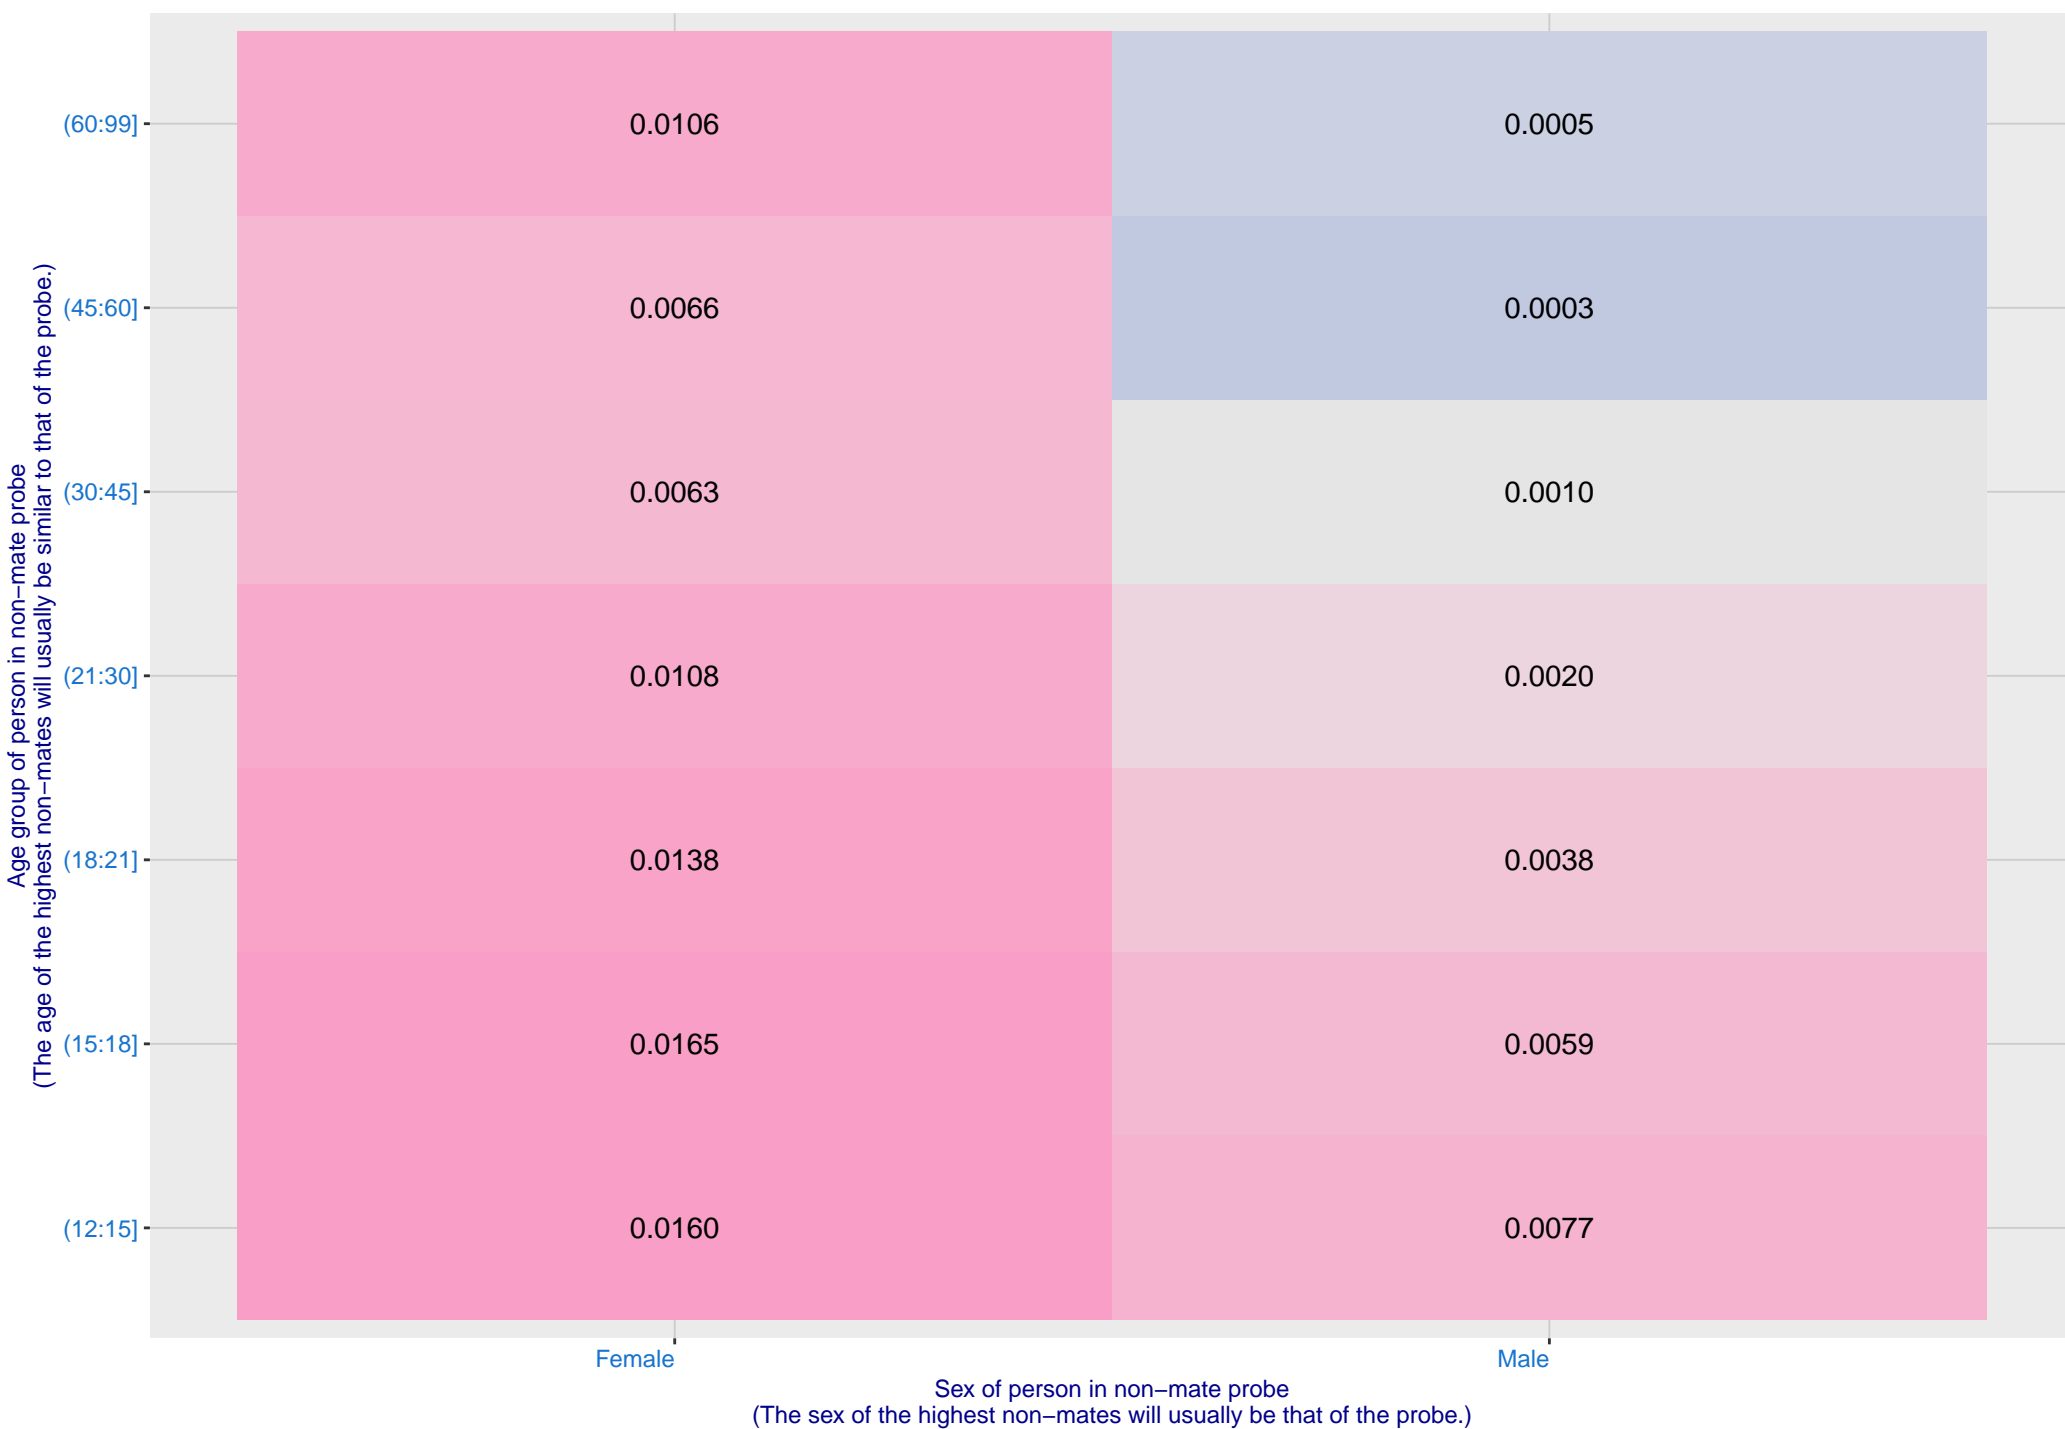 Age group of person in non−mate probe
(The age of the highest non−mates will usually be similar to that of the probe.)
(60:99] 0.0106 0.0005
(45:60] 0.0066 0.0003
(30:45] 0.0063 0.0010
(21:30] 0.0108 0.0020
(18:21] 0.0138 0.0038
(15:18] 0.0165 0.0059
(12:15] 0.0160 0.0077
Female Male
Sex of person in non−mate probe
(The sex of the highest non−mates will usually be that of the probe.)